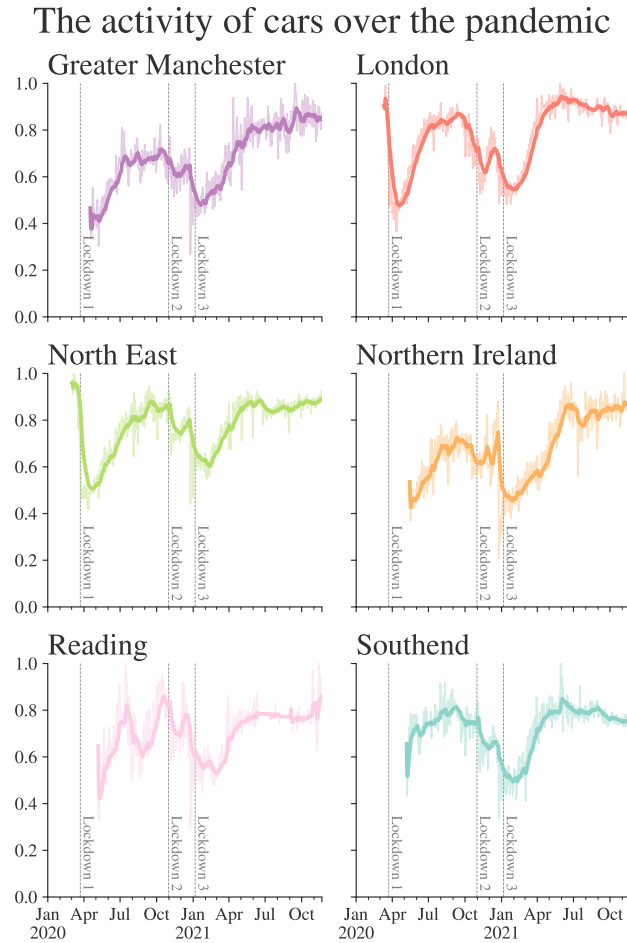 The activity of cars over the pandemic
Greater Manchester
London
1.0
0.8
0.6
0.4
0.2
0.0
Lockdown 1
Lockdown 2
Lockdown 3
Lockdown 1
Lockdown 2
Lockdown 3
North East
Northern Ireland
1.0
0.8
0.6
0.4
0.2
0.0
Lockdown 1
Lockdown 2
Lockdown 3
Lockdown 1
Lockdown 2
Lockdown 3
Reading
Southend
1.0
0.8
0.6
0.4
0.2
0.0
Lockdown 1
Lockdown 2
Lockdown 3
Lockdown 1
Lockdown 2
Lockdown 3
Jan Apr Jul Oct Jan Apr Jul Oct Jan Apr Jul Oct Jan Apr Jul Oct
2020 2021 2020 2021